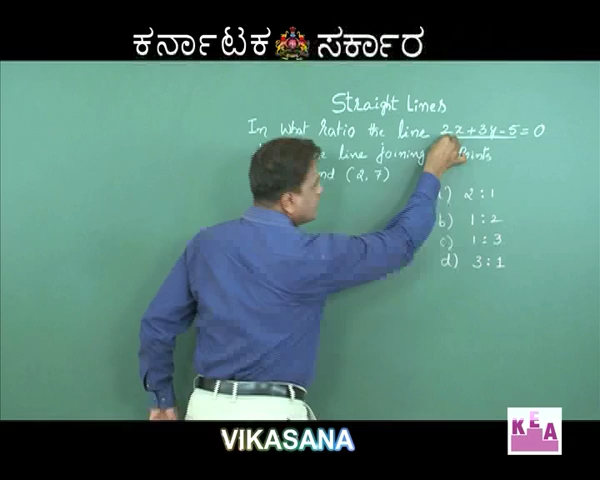 ಕರ್ನಾಟಕ ಸರ್ಕಾರ
Straight Lines
In what ratio the line 2x+3y-5=0
line joining
and (2,7)
a) 2:1
b) 1:2
c) 1:3
d) 3:1
VIKASANA
KEA